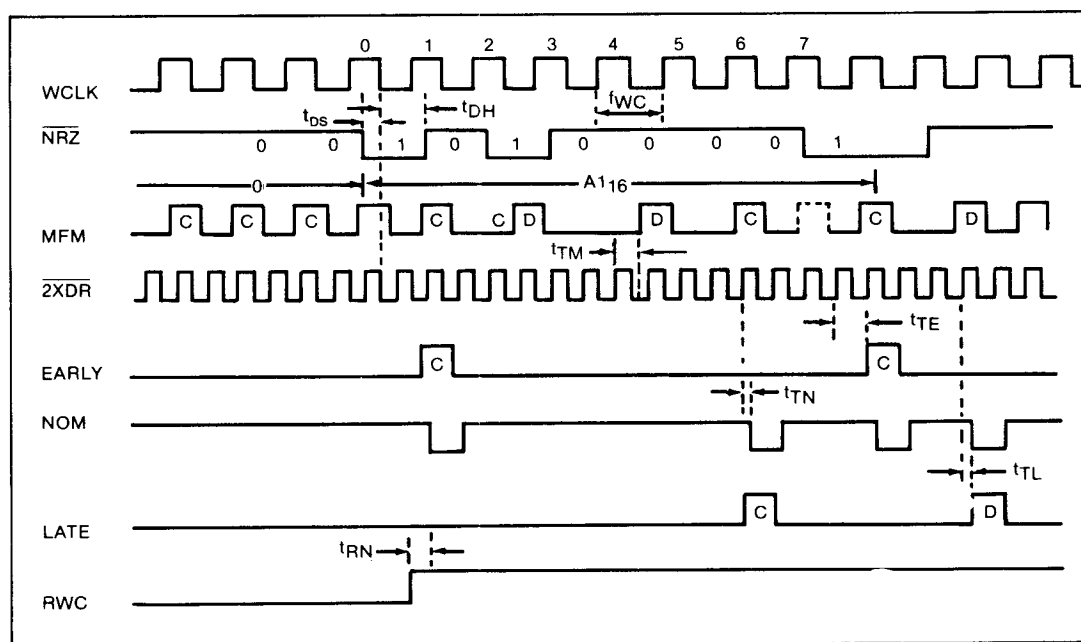 0 1 2 3 4 5 6 7
WCLK
fWC
tDH
tDS
NRZ
0 0 1 0 1 0 0 0 0 1
0 A116
MFM
C C C C C D D C C D
tTM
2XDR
tTE
EARLY
C C
tTN
NOM
tTL
LATE
C D
tRN
RWC